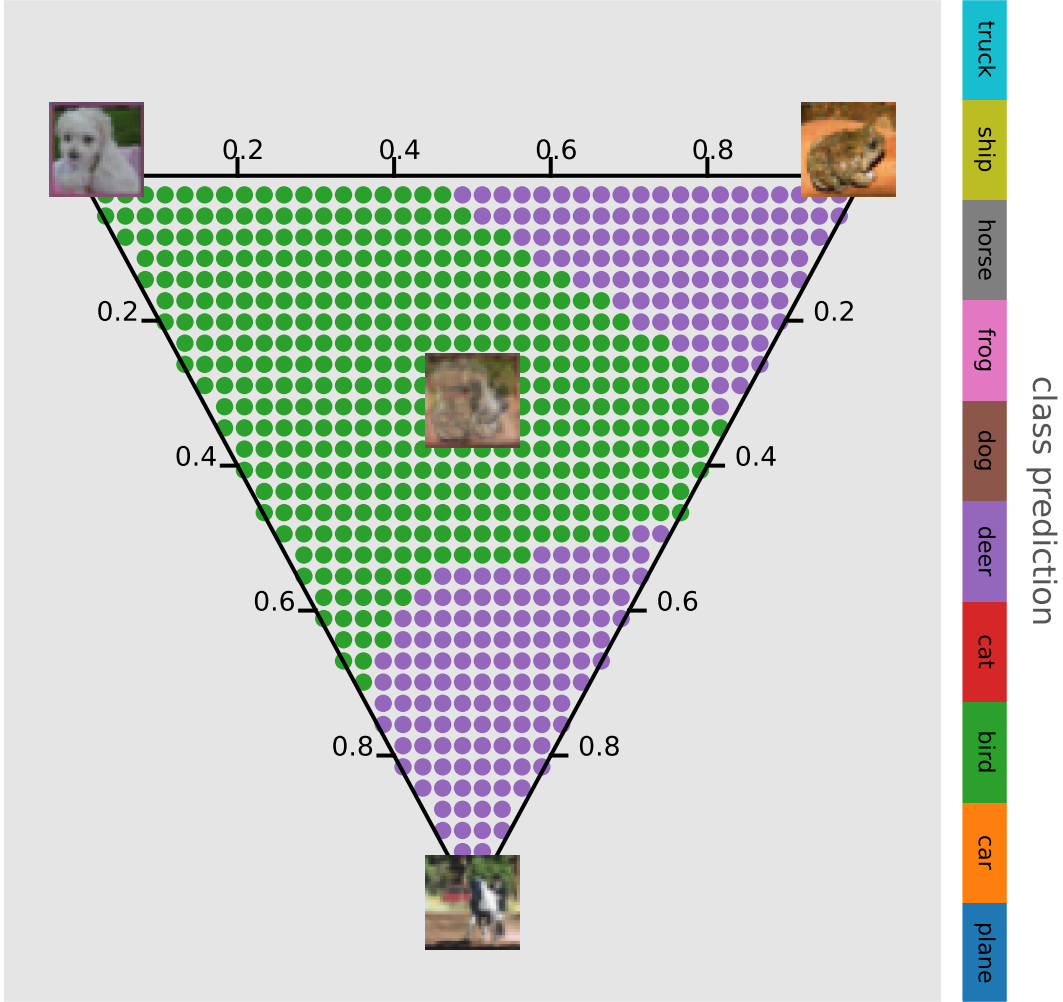 0.2 0.4 0.6 0.8
0.2 0.2
0.4 0.4
0.6 0.6
0.8 0.8
truck
ship
horse
frog
dog
deer
cat
bird
car
plane
class prediction